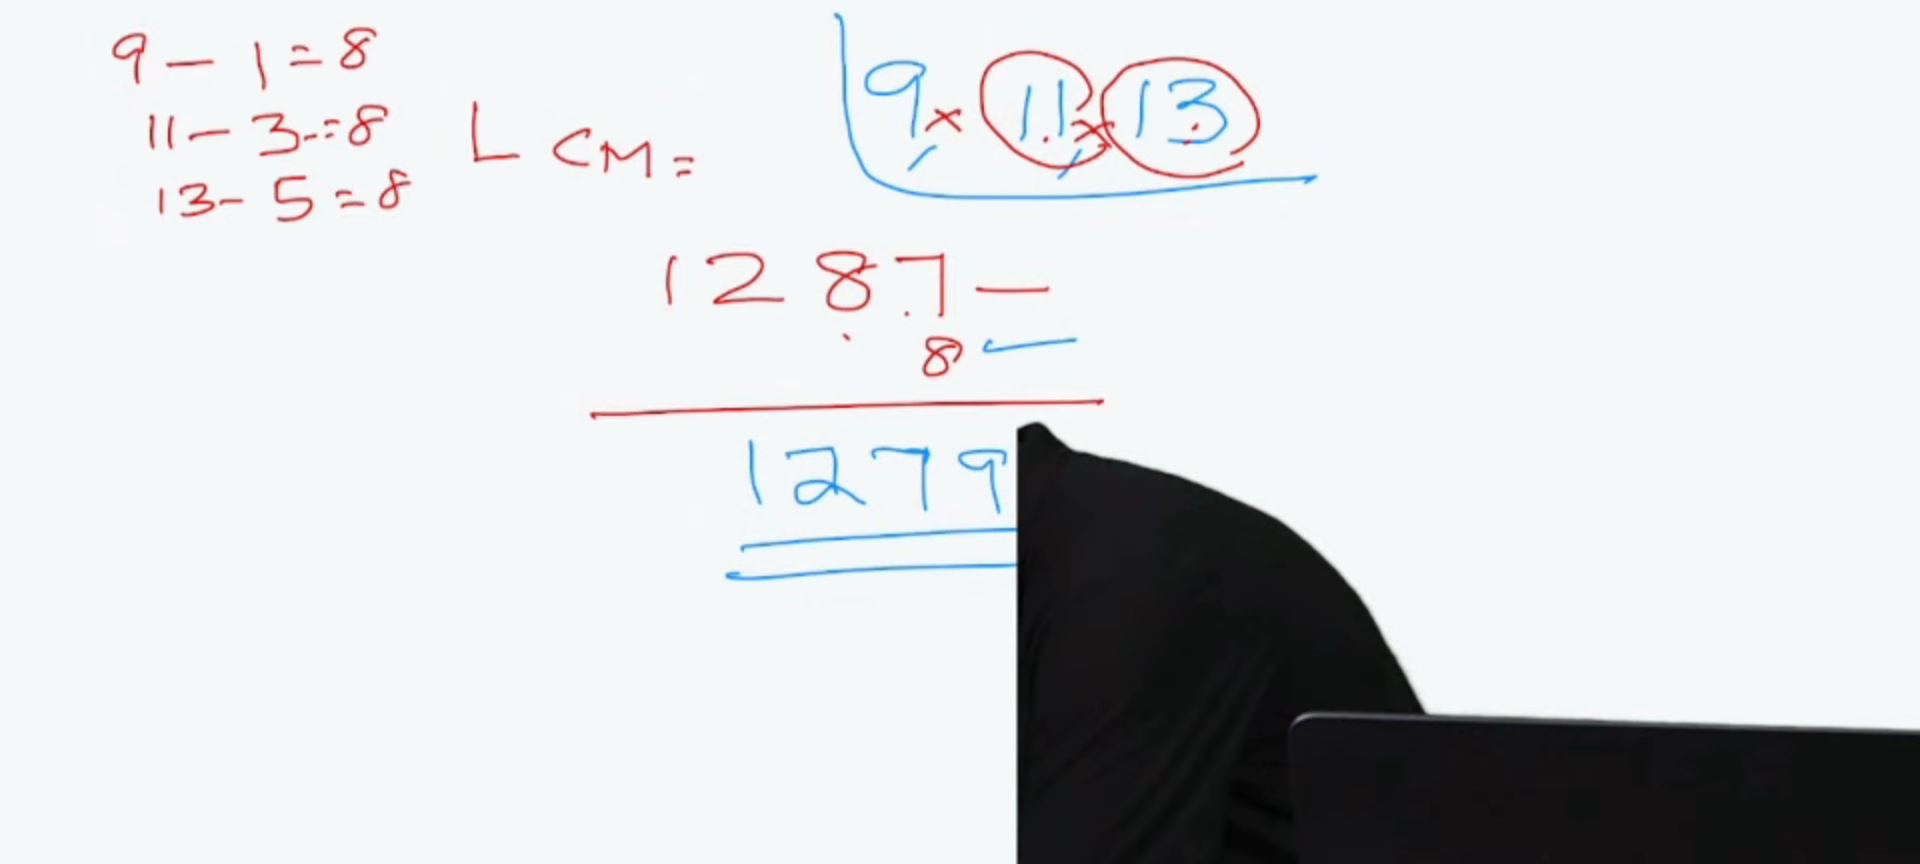 9 - 1 = 8
11 - 3 = 8
13 - 5 = 8
LCM =
9 × 11 × 13
1287 -
8
1279